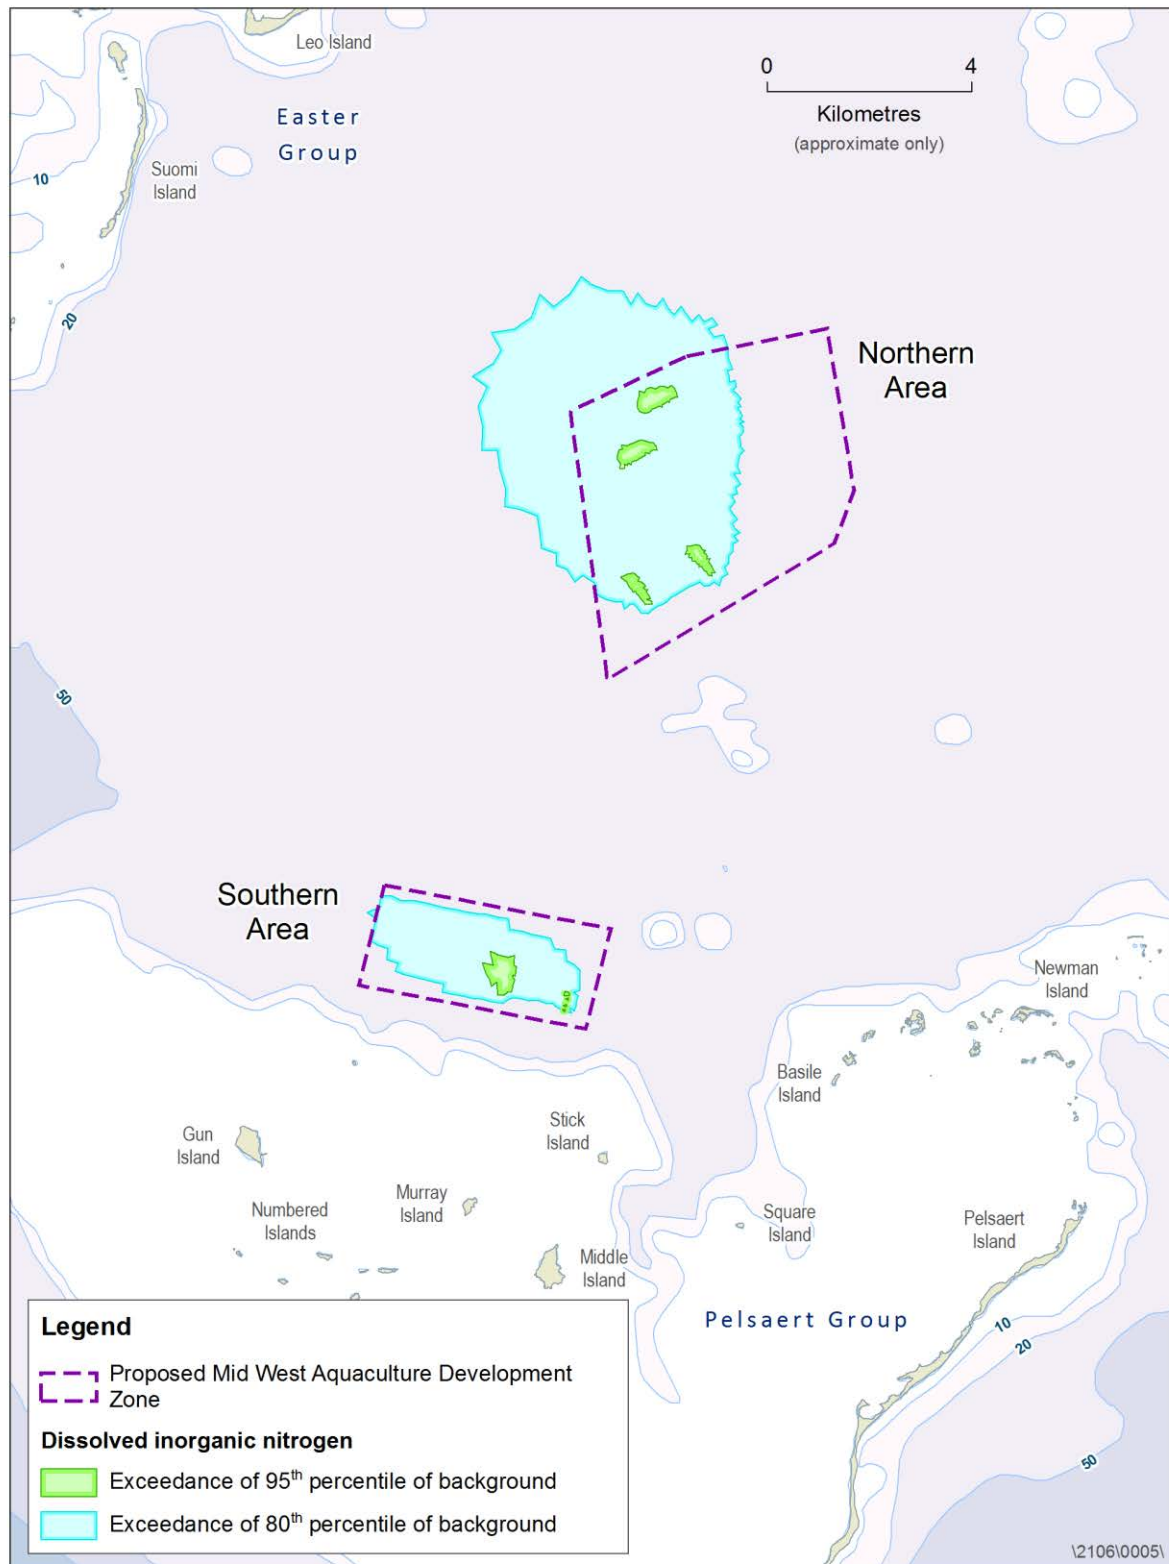 Leo Island
0 4
Kilometres
(approximate only)
Easter
Group
10
Suomi
Island
20
Northern
Area
50
Southern
Area
Newman
Island
Basile
Island
Stick
Island
Gun
Island
Murray
Island
Numbered
Islands
Square
Island
Pelsaert
Island
Middle
Island
Pelsaert Group
10
20
50
Legend
Proposed Mid West Aquaculture Development
Zone
Dissolved inorganic nitrogen
Exceedance of 95th percentile of background
Exceedance of 80th percentile of background
\2106\0005\